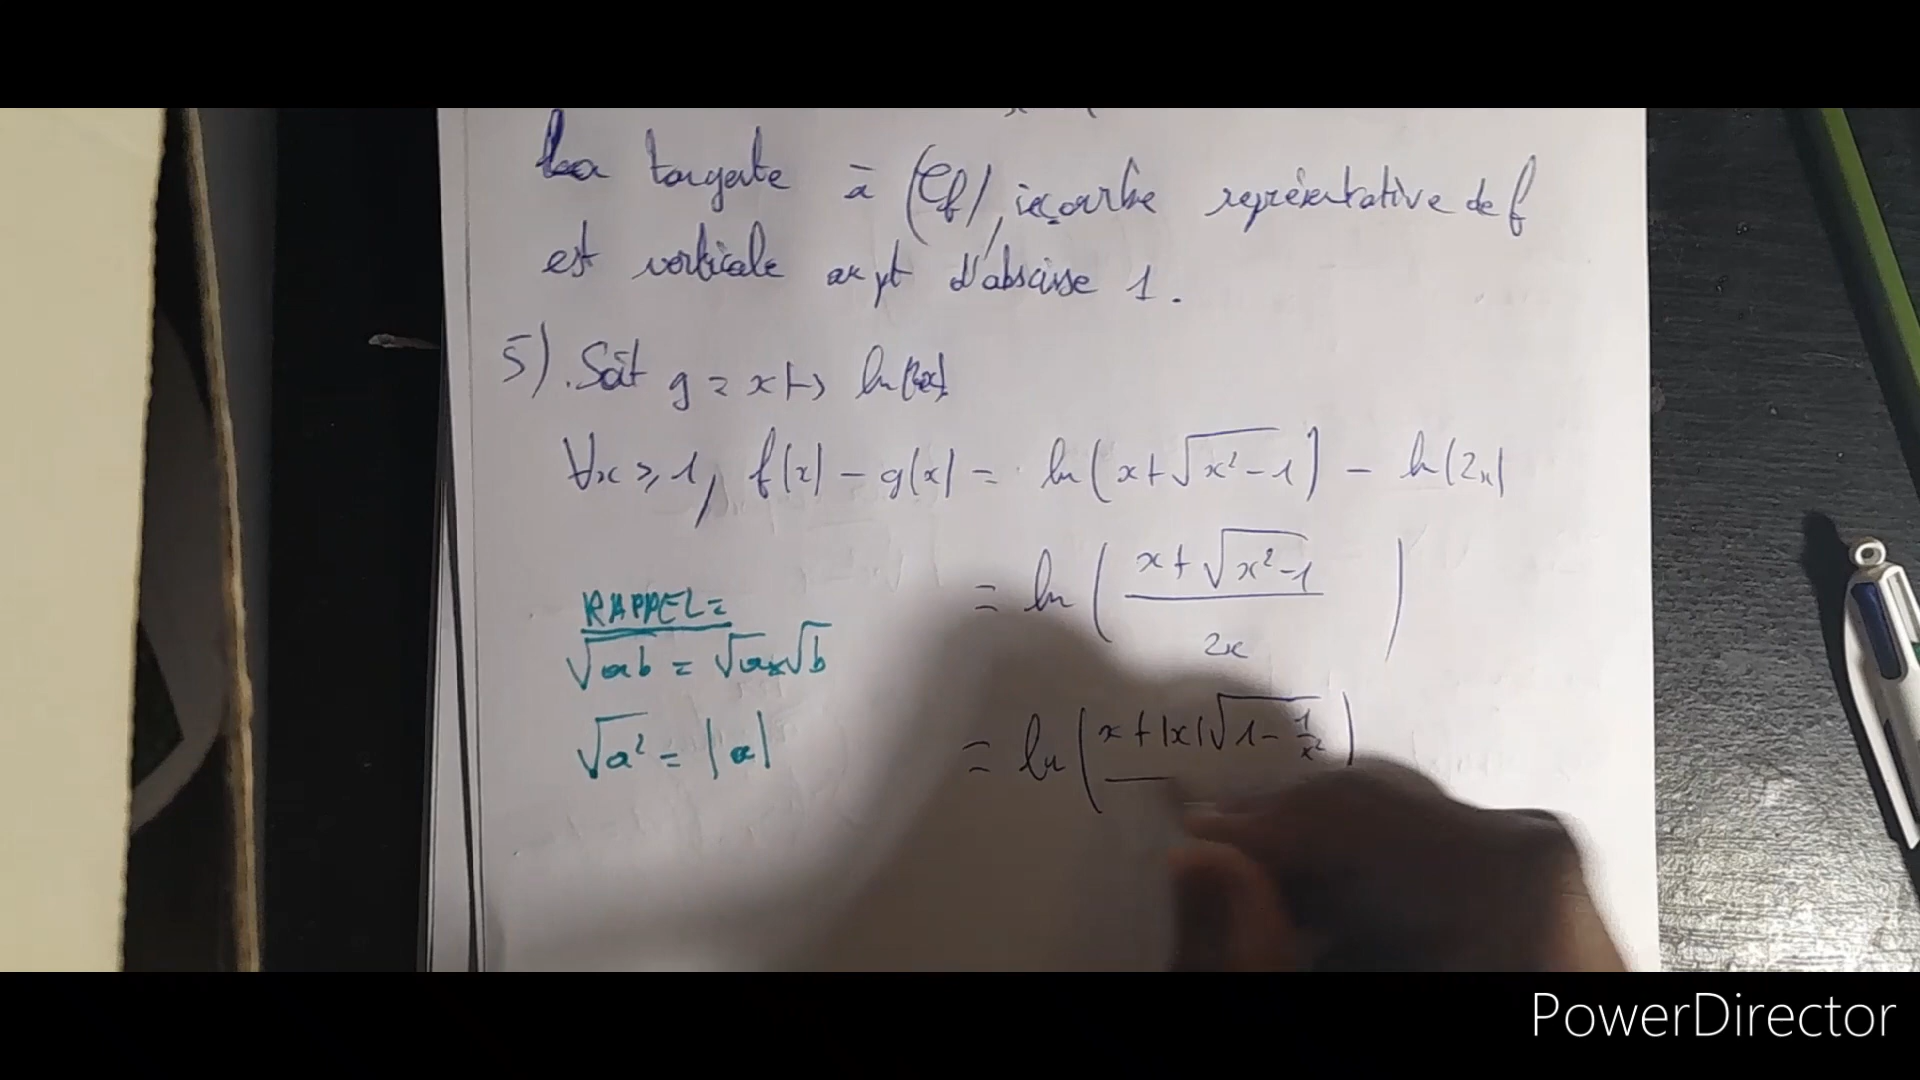 La tangente à (Cf), courbe représentative de f
est verticale au pt d'abscisse 1.
5). Soit g = x ↦ ln(2x)
∀x ⩾ 1, f(x) - g(x) = ln(x+√(x²-1)) - ln(2x)
= ln((x+√(x²-1))/2x)
RAPPEL =
√ab = √a×√b
= ln(x+|x|√(1-1/x²))
√a² = |a|
PowerDirector